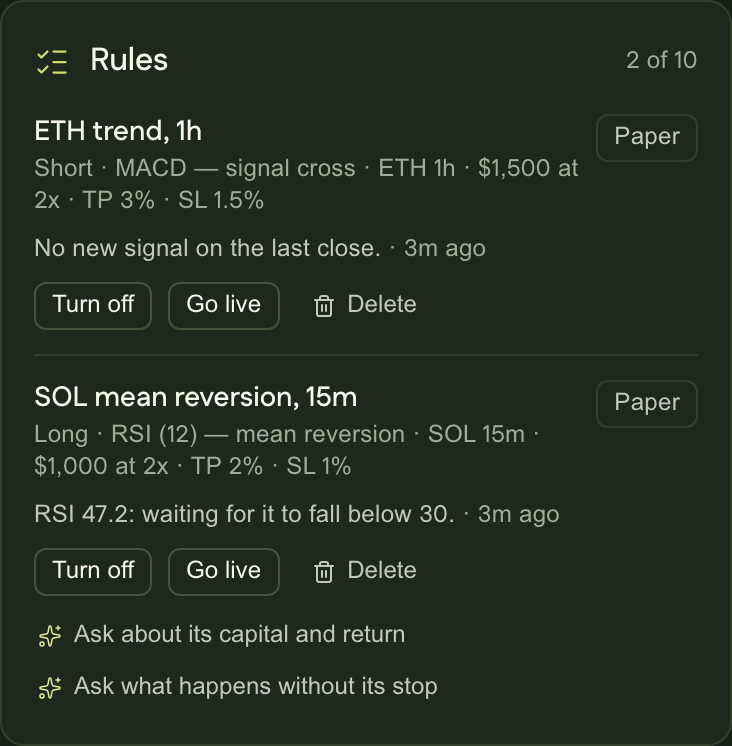 Rules
2 of 10
ETH trend, 1h
Paper
Short · MACD — signal cross · ETH 1h · $1,500 at
2x · TP 3% · SL 1.5%
No new signal on the last close. · 3m ago
Turn off
Go live
Delete
SOL mean reversion, 15m
Paper
Long · RSI (12) — mean reversion · SOL 15m ·
$1,000 at 2x · TP 2% · SL 1%
RSI 47.2: waiting for it to fall below 30. · 3m ago
Turn off
Go live
Delete
Ask about its capital and return
Ask what happens without its stop